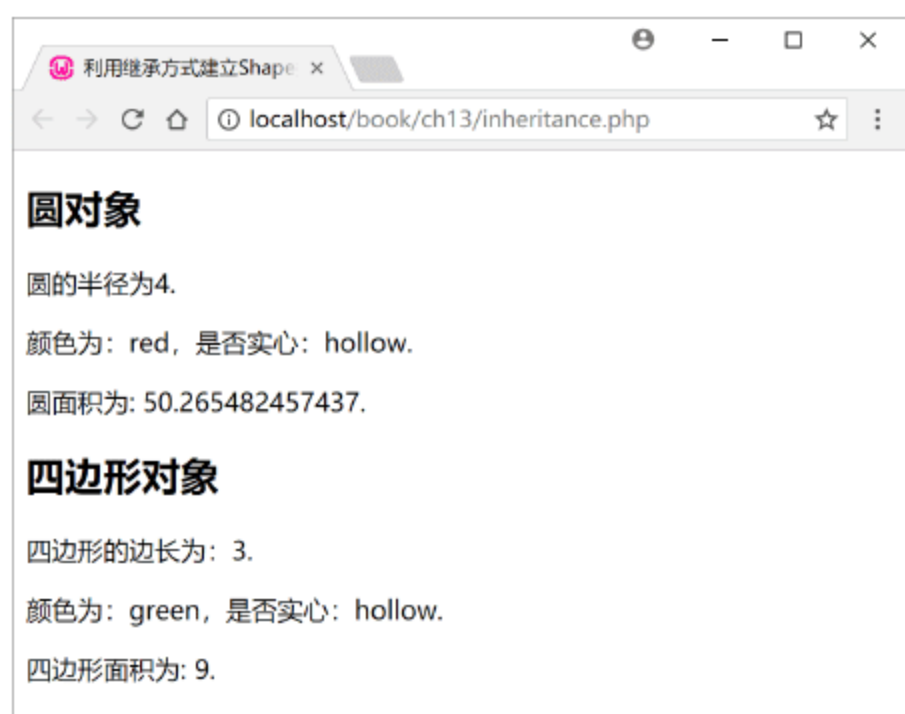 利用继承方式建立Shape
localhost/book/ch13/inheritance.php
圆对象
圆的半径为4.
颜色为：red，是否实心：hollow.
圆面积为: 50.265482457437.
四边形对象
四边形的边长为：3.
颜色为：green，是否实心：hollow.
四边形面积为: 9.